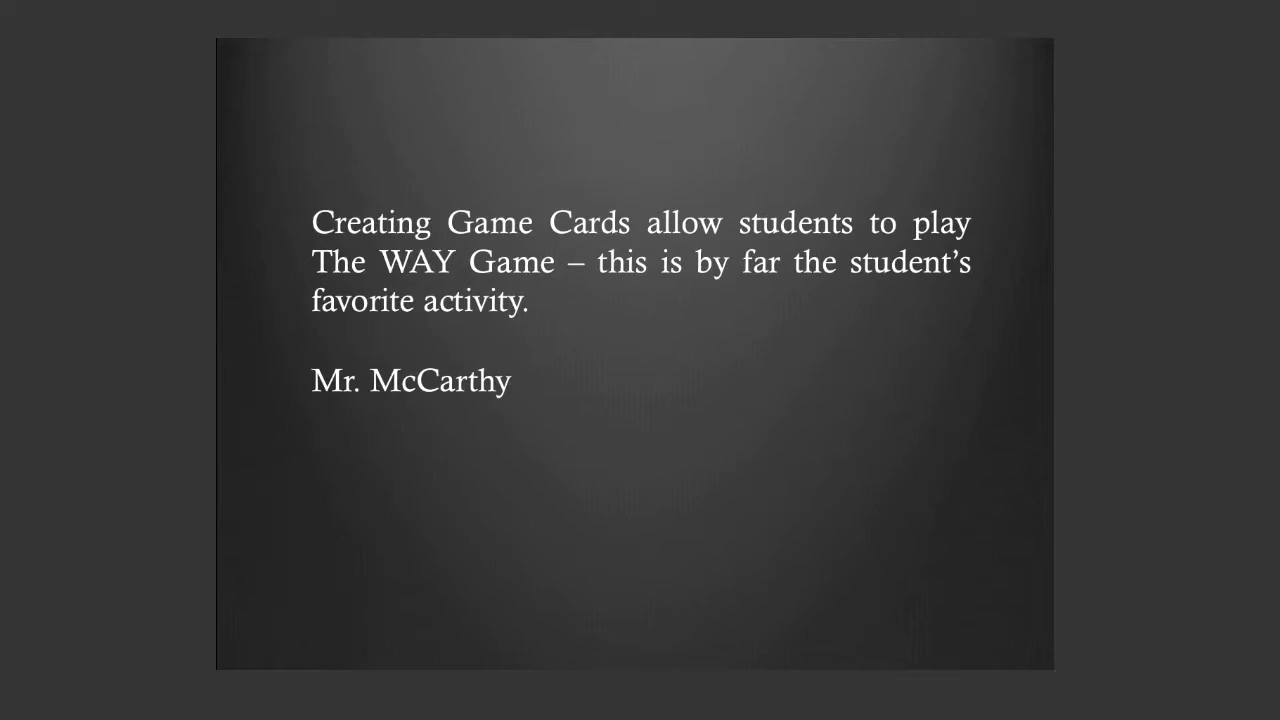 Creating Game Cards allow students to play
The WAY Game – this is by far the student’s
favorite activity.
Mr. McCarthy